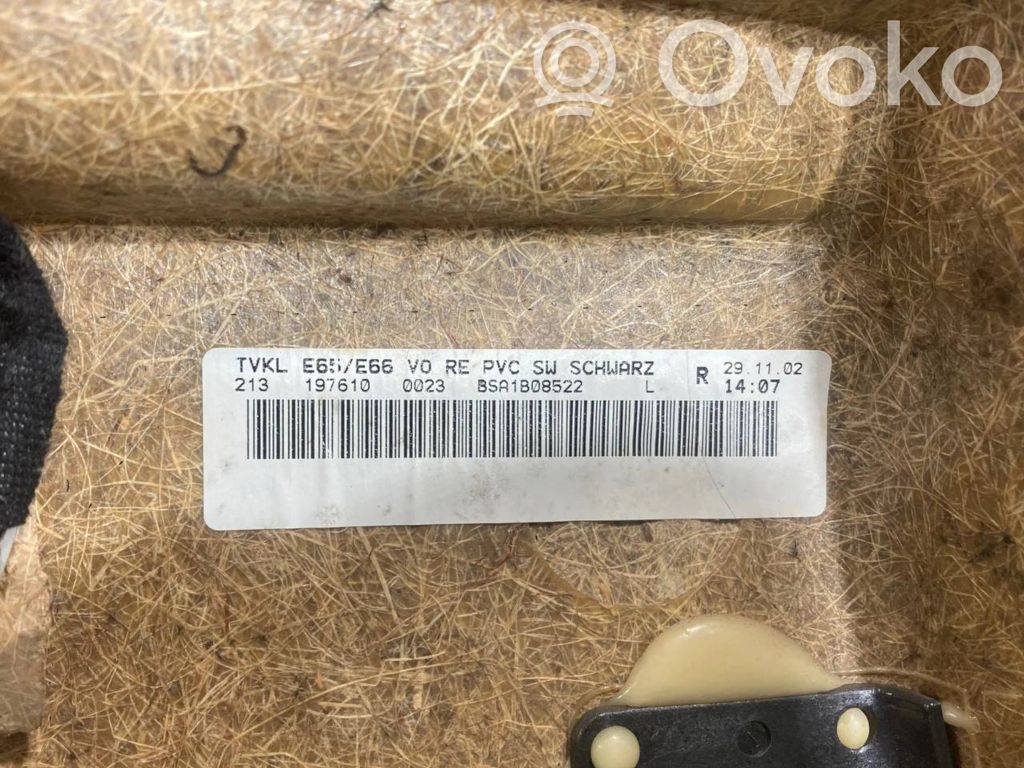 Ovoko
TVKL E65/E66 VO RE PVC SW SCHWARZ R 29.11.02
213 197610 0023 BSA1B08522 L 14:07